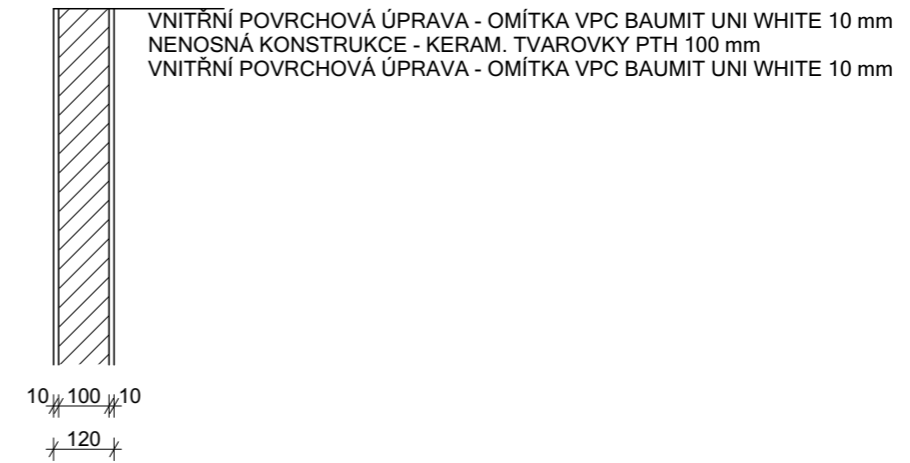 VNITŘNÍ POVRCHOVÁ ÚPRAVA - OMÍTKA VPC BAUMIT UNI WHITE 10 mm
NENOSNÁ KONSTRUKCE - KERAM. TVAROVKY PTH 100 mm
VNITŘNÍ POVRCHOVÁ ÚPRAVA - OMÍTKA VPC BAUMIT UNI WHITE 10 mm
10 100 10
120